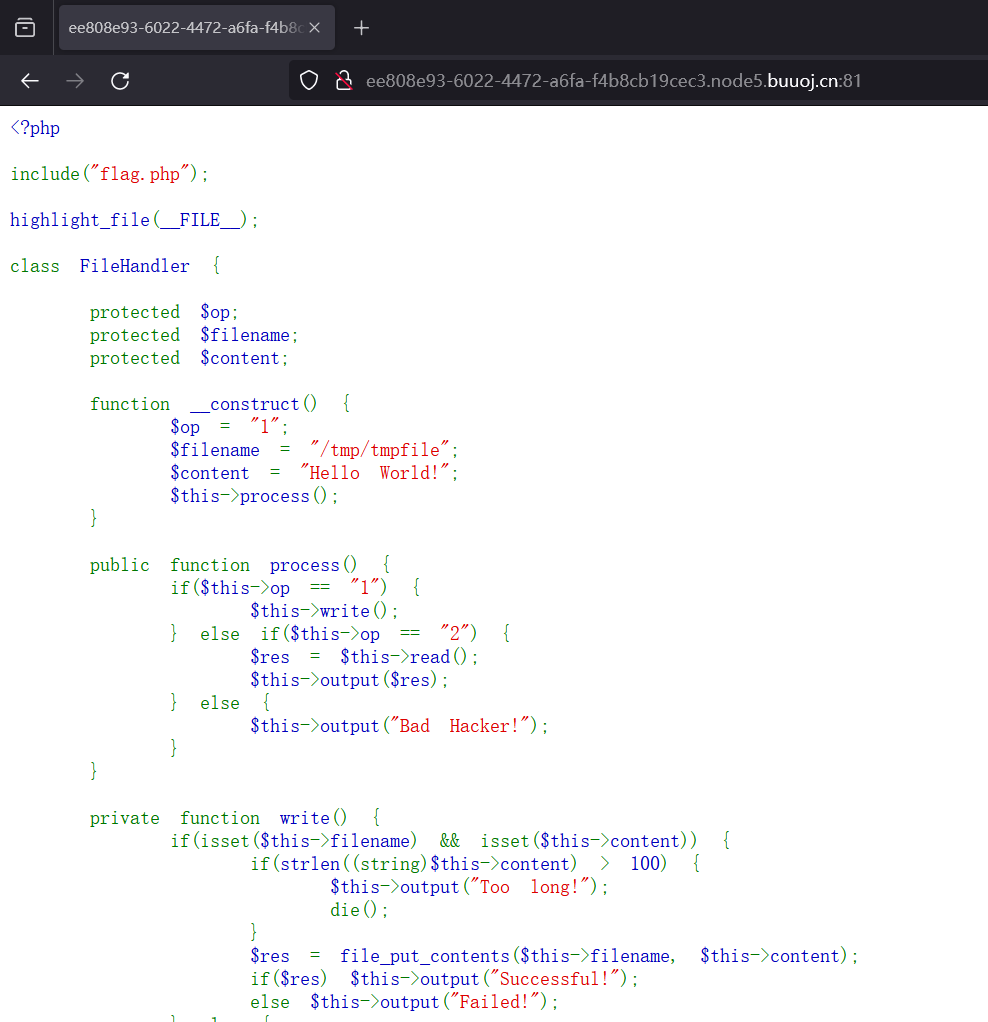 ee808e93-6022-4472-a6fa-f4b8c
ee808e93-6022-4472-a6fa-f4b8cb19cec3.node5.buuoj.cn:81
<?php
include("flag.php");
highlight_file(__FILE__);
class FileHandler {
protected $op;
protected $filename;
protected $content;
function __construct() {
$op = "1";
$filename = "/tmp/tmpfile";
$content = "Hello World!";
$this->process();
}
public function process() {
if($this->op == "1") {
$this->write();
} else if($this->op == "2") {
$res = $this->read();
$this->output($res);
} else {
$this->output("Bad Hacker!");
}
}
private function write() {
if(isset($this->filename) && isset($this->content)) {
if(strlen((string)$this->content) > 100) {
$this->output("Too long!");
die();
}
$res = file_put_contents($this->filename, $this->content);
if($res) $this->output("Successful!");
else $this->output("Failed!");